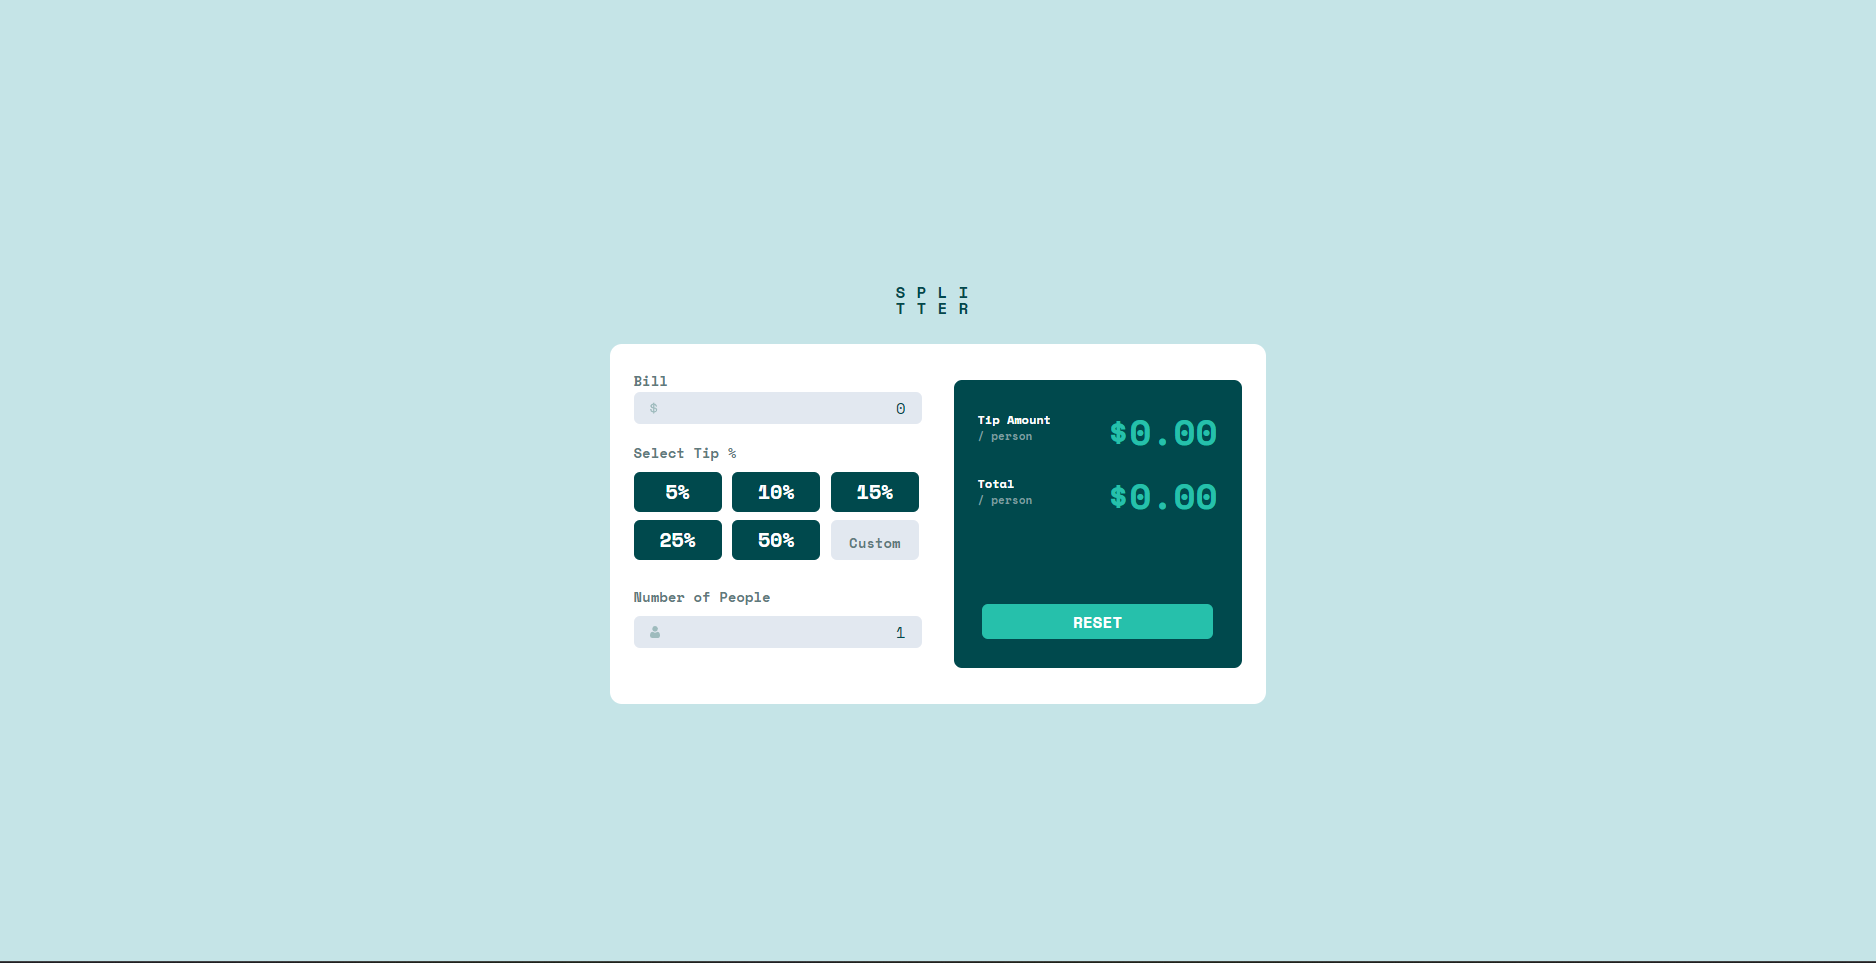 S P L I
T T E R
Bill
$ 0
Select Tip %
5% 10% 15%
25% 50% Custom
Number of People
1
Tip Amount
/ person
$0.00
Total
/ person
$0.00
RESET